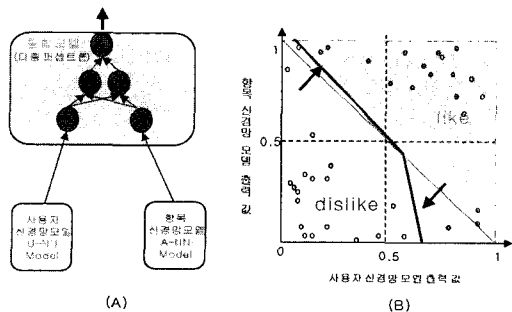 통합 모델
(다층 퍼셉트론)
사용자
신경망모델
U-NN
Model
항목
신경망모델
A-NN
Model
(A)
항목 신경망 모델 출력 값
1
0.5
0
like
dislike
0.5
1
사용자 신경망 모델 출력 값
(B)